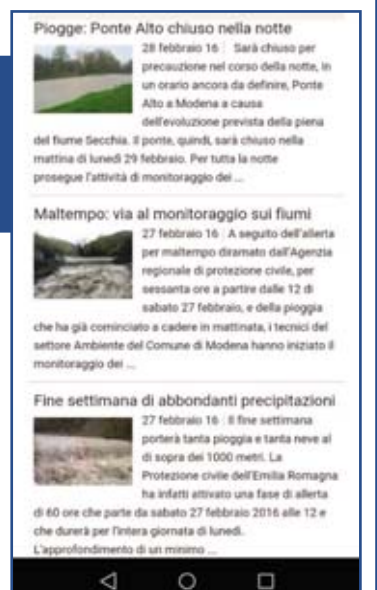 Piogge: Ponte Alto chiuso nella notte
28 febbraio 16 | Sarà chiuso per
precauzione nel corso della notte, in
un orario ancora da definire, Ponte
Alto a Modena a causa
dell'evoluzione prevista della piena
del fiume Secchia. Il ponte, quindi, sarà chiuso nella
mattina di lunedì 29 febbraio. Per tutta la notte
prosegue l'attività di monitoraggio dei ...
Maltempo: via al monitoraggio sui fiumi
27 febbraio 16 | A seguito dell'allerta
per maltempo diramato dall'Agenzia
regionale di protezione civile, per
sessanta ore a partire dalle 12 di
sabato 27 febbraio, e della pioggia
che ha già cominciato a cadere in mattinata, i tecnici del
settore Ambiente del Comune di Modena hanno iniziato il
monitoraggio dei ...
Fine settimana di abbondanti precipitazioni
27 febbraio 16 | Il fine settimana
porterà tanta pioggia e tanta neve al
di sopra dei 1000 metri. La
Protezione civile dell'Emilia Romagna
ha infatti attivato una fase di allerta
di 60 ore che parte da sabato 27 febbraio 2016 alle 12 e
che durerà per l'intera giornata di lunedì.
L'approfondimento di un minimo ...